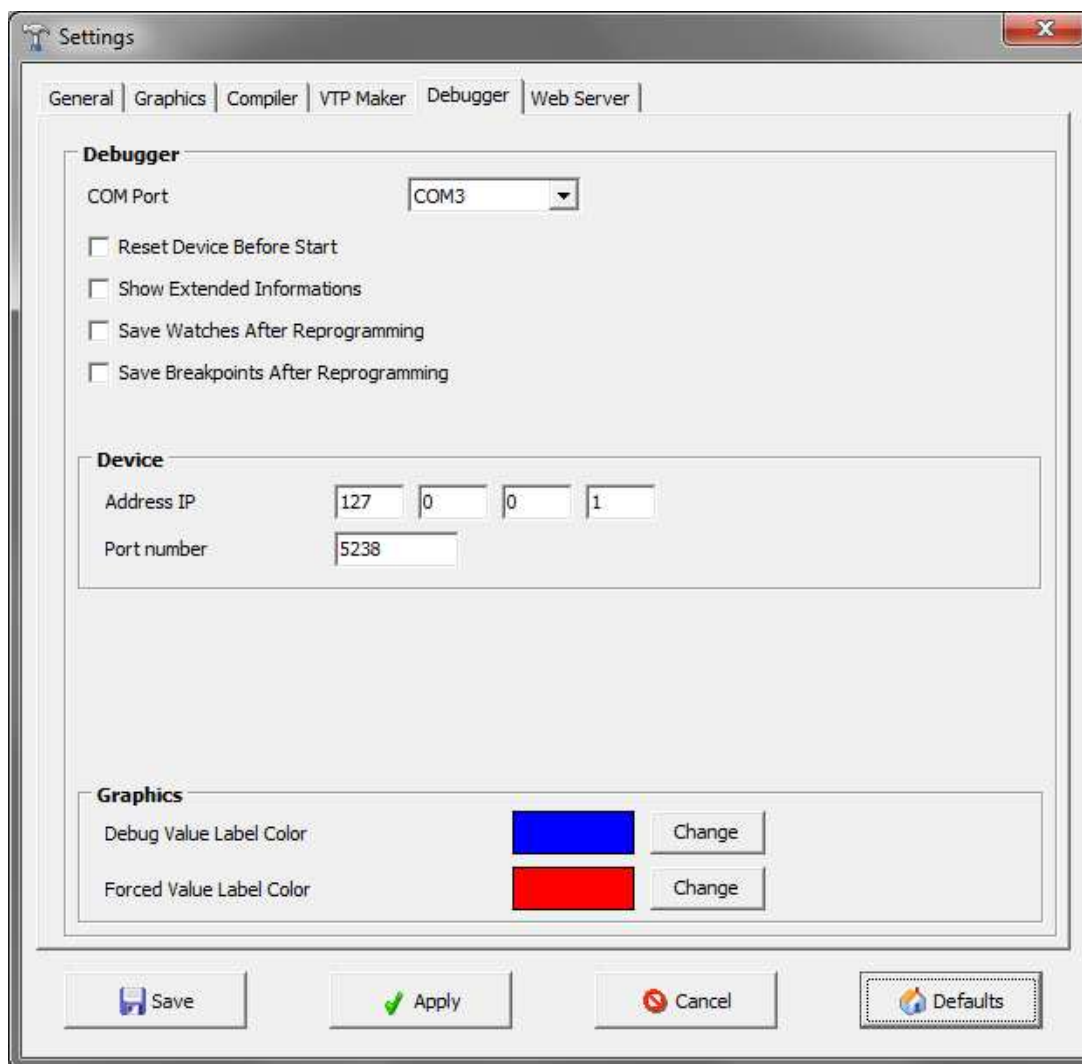 Settings
General Graphics Compiler VTP Maker Debugger Web Server
Debugger
COM Port COM3
Reset Device Before Start
Show Extended Informations
Save Watches After Reprogramming
Save Breakpoints After Reprogramming
Device
Address IP 127 0 0 1
Port number 5238
Graphics
Debug Value Label Color Change
Forced Value Label Color Change
Save Apply Cancel Defaults